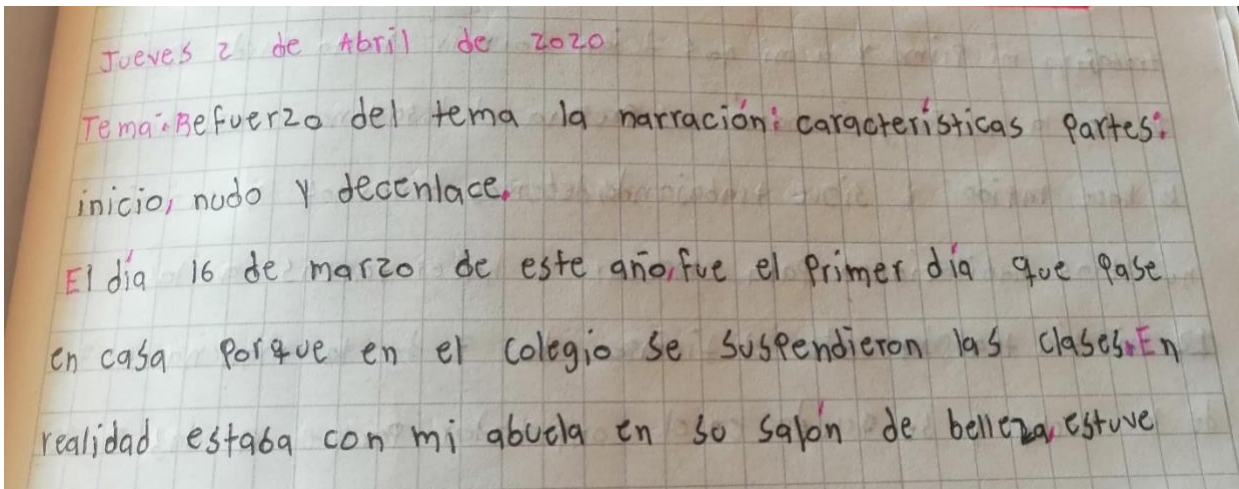 Jueves 2 de Abril de 2020
Tema: Refuerzo del tema la narración: características Partes:
inicio, nudo y decenlace.
El día 16 de marzo de este año, fue el Primer día que Pase
en casa Porque en el colegio se suspendieron las clases. En
realidad estaba con mi abuela en su salón de belleza, estuve